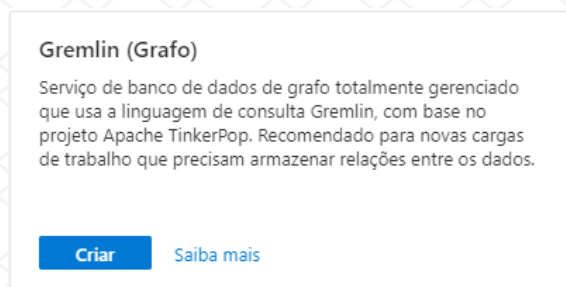 Gremlin (Grafo)
Serviço de banco de dados de grafo totalmente gerenciado
que usa a linguagem de consulta Gremlin, com base no
projeto Apache TinkerPop. Recomendado para novas cargas
de trabalho que precisam armazenar relações entre os dados.
Criar Saiba mais